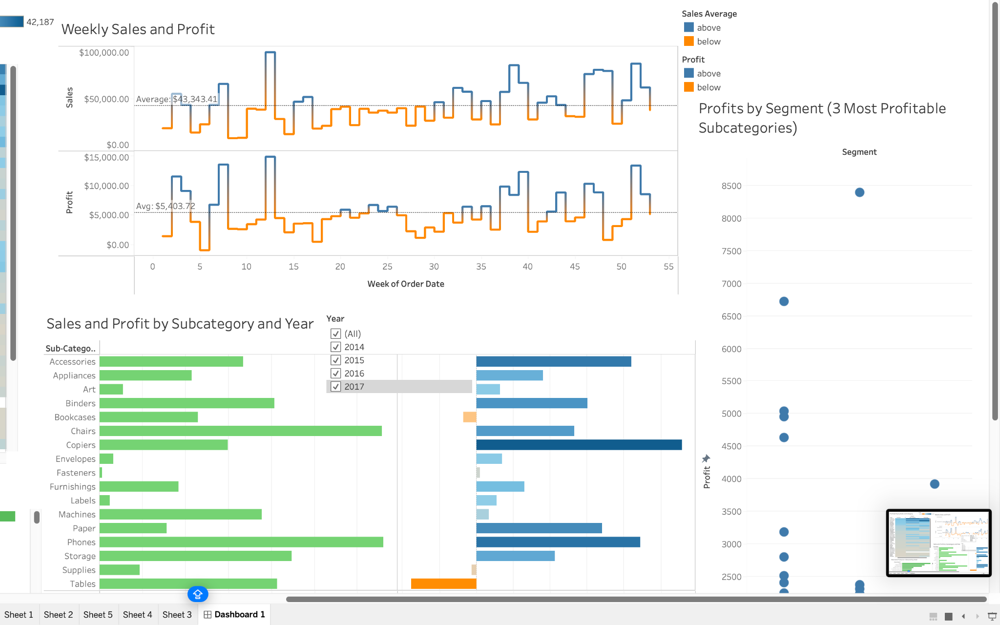 42,187
Weekly Sales and Profit
Sales Average
above
below
Profit
above
below
$100,000.00
$50,000.00
$0.00
Sales
Average: $43,343.41
$15,000.00
$10,000.00
$5,000.00
$0.00
Profit
Avg: $5,403.72
0 5 10 15 20 25 30 35 40 45 50 55
Week of Order Date
Profits by Segment (3 Most Profitable
Subcategories)
Segment
8500
8000
7500
7000
6500
6000
5500
5000
4500
4000
3500
3000
2500
Profit
Sales and Profit by Subcategory and Year
Year
(All)
2014
2015
2016
2017
Sub-Catego..
Accessories
Appliances
Art
Binders
Bookcases
Chairs
Copiers
Envelopes
Fasteners
Furnishings
Labels
Machines
Paper
Phones
Storage
Supplies
Tables
Sheet 1 Sheet 2 Sheet 5 Sheet 4 Sheet 3 Dashboard 1